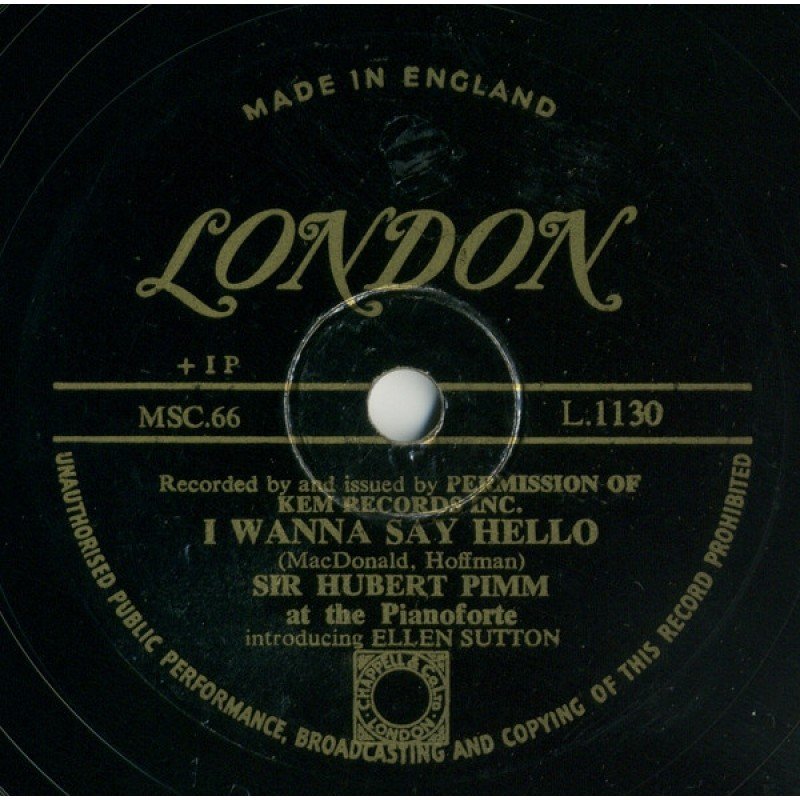 MADE IN ENGLAND
LONDON
+ I P
MSC.66
L.1130
Recorded by and issued by PERMISSION OF
KEM RECORDS INC.
I WANNA SAY HELLO
(MacDonald, Hoffman)
SIR HUBERT PIMM
at the Pianoforte
introducing ELLEN SUTTON
CHAPPELL & Co Ltd
LONDON
UNAUTHORISED PUBLIC PERFORMANCE, BROADCASTING AND COPYING OF THIS RECORD PROHIBITED